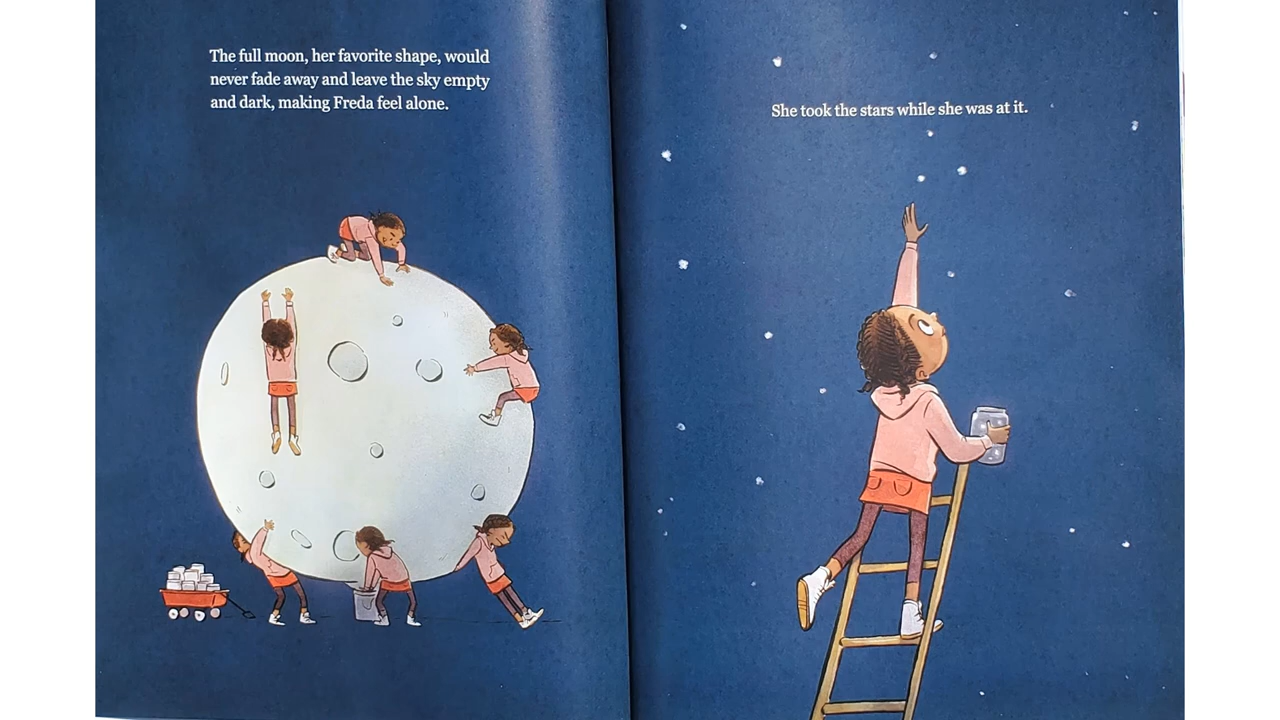 The full moon, her favorite shape, would
never fade away and leave the sky empty
and dark, making Freda feel alone.
She took the stars while she was at it.